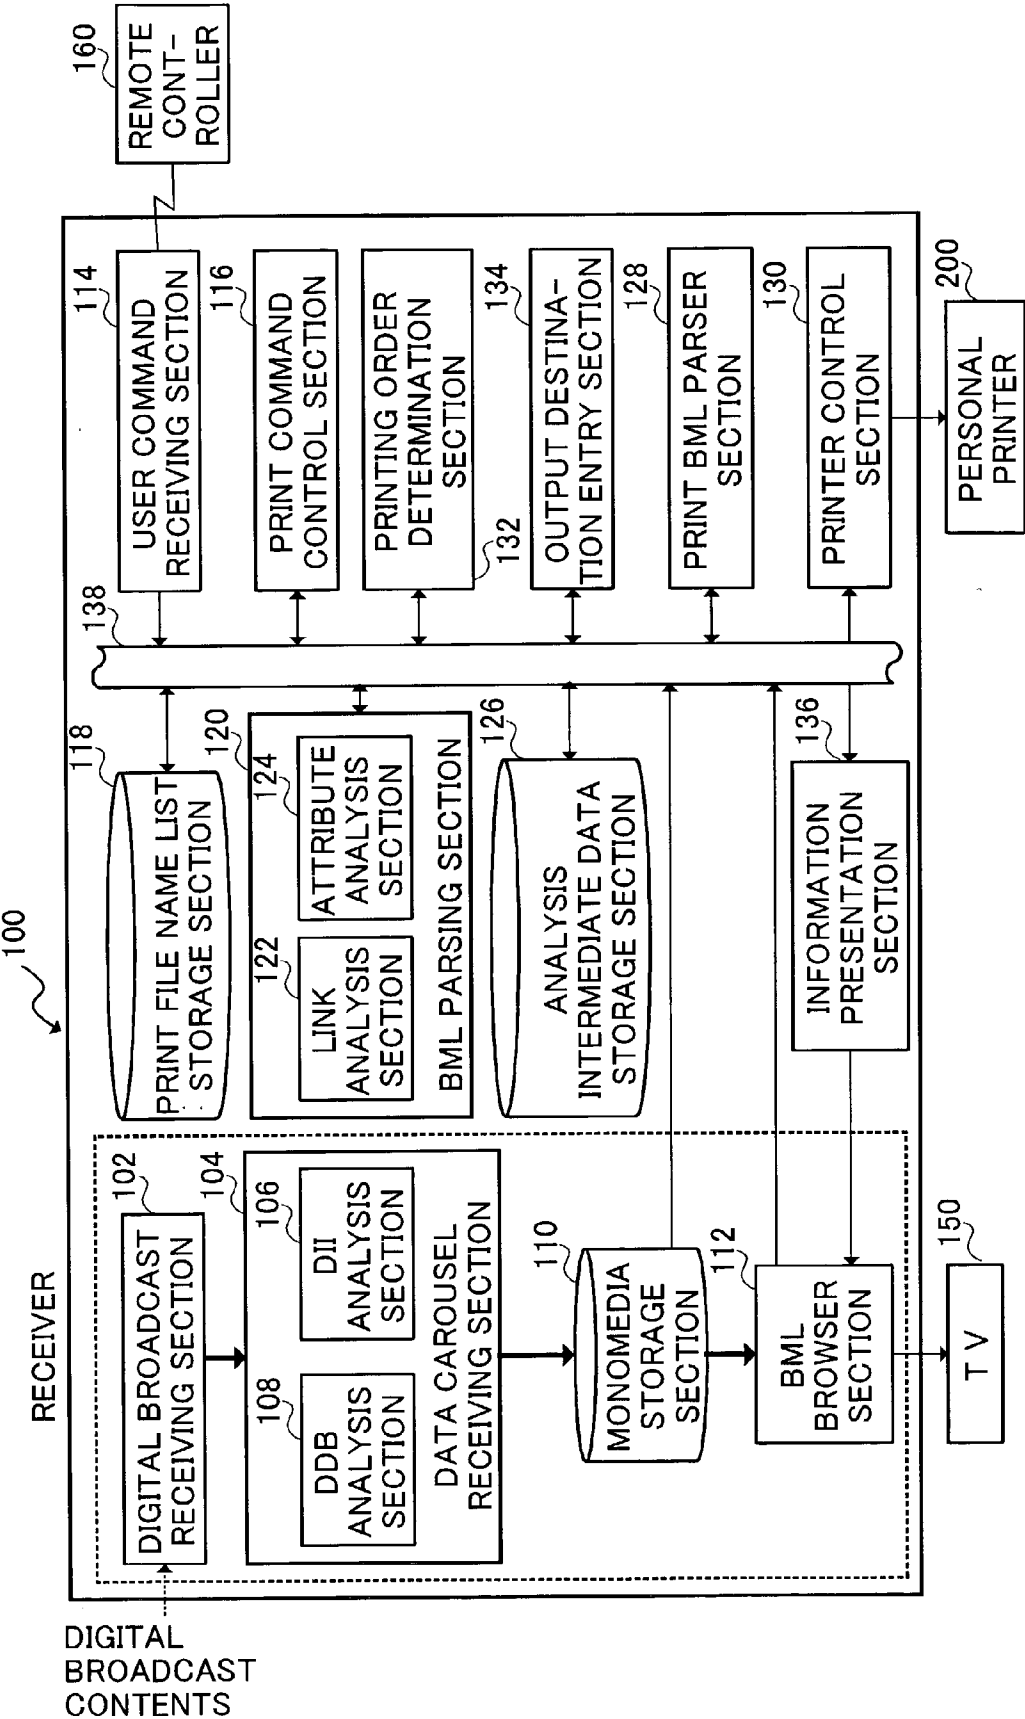 RECEIVER
100
DIGITAL
BROADCAST
CONTENTS
102
DIGITAL BROADCAST
RECEIVING SECTION
104
106
DII
ANALYSIS
SECTION
108
DDB
ANALYSIS
SECTION
DATA CAROUSEL
RECEIVING SECTION
110
MONOMEDIA
STORAGE
SECTION
112
BML
BROWSER
SECTION
150
T V
118
PRINT FILE NAME LIST
STORAGE SECTION
120
122
LINK
ANALYSIS
SECTION
124
ATTRIBUTE
ANALYSIS
SECTION
BML PARSING SECTION
126
ANALYSIS
INTERMEDIATE DATA
STORAGE SECTION
136
INFORMATION
PRESENTATION
SECTION
138
114
USER COMMAND
RECEIVING SECTION
116
PRINT COMMAND
CONTROL SECTION
PRINTING ORDER
DETERMINATION
SECTION
132
134
OUTPUT DESTINA-
TION ENTRY SECTION
128
PRINT BML PARSER
SECTION
130
PRINTER CONTROL
SECTION
160
REMOTE
CONT-
ROLLER
200
PERSONAL
PRINTER